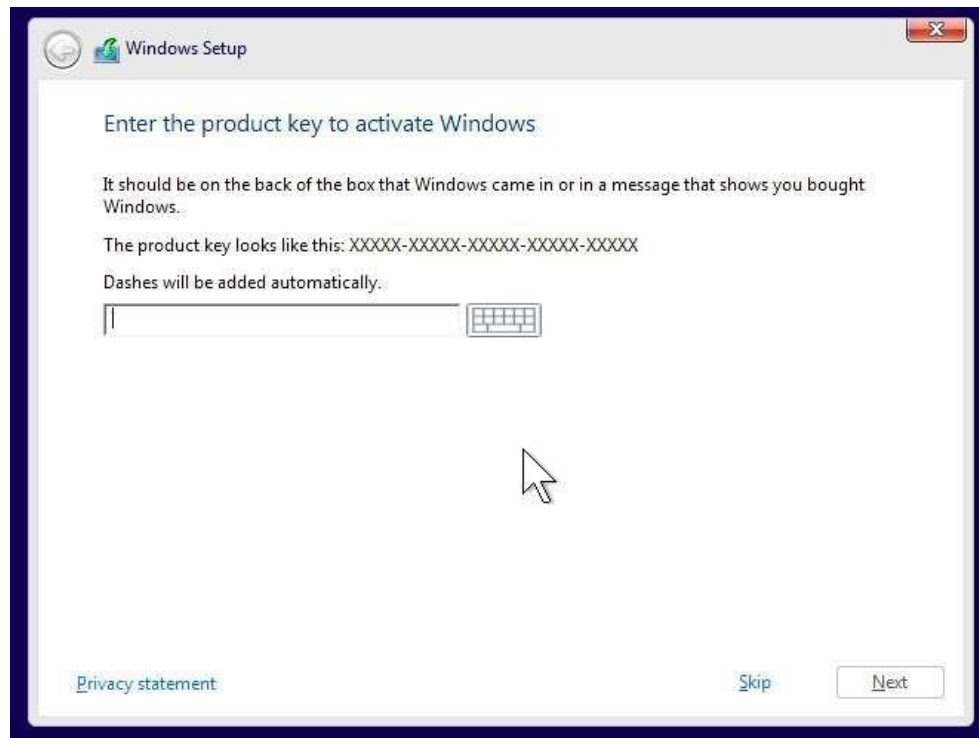 Windows Setup
Enter the product key to activate Windows
It should be on the back of the box that Windows came in or in a message that shows you bought
Windows.
The product key looks like this: XXXXX-XXXXX-XXXXX-XXXXX-XXXXX
Dashes will be added automatically.
Privacy statement
Skip
Next